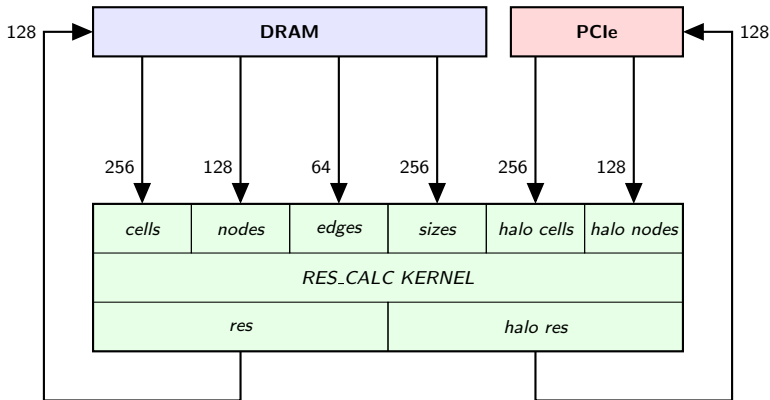 128 DRAM PCIe 128
256 128 64 256 256 128
cells nodes edges sizes halo cells halo nodes
RES_CALC KERNEL
res halo res